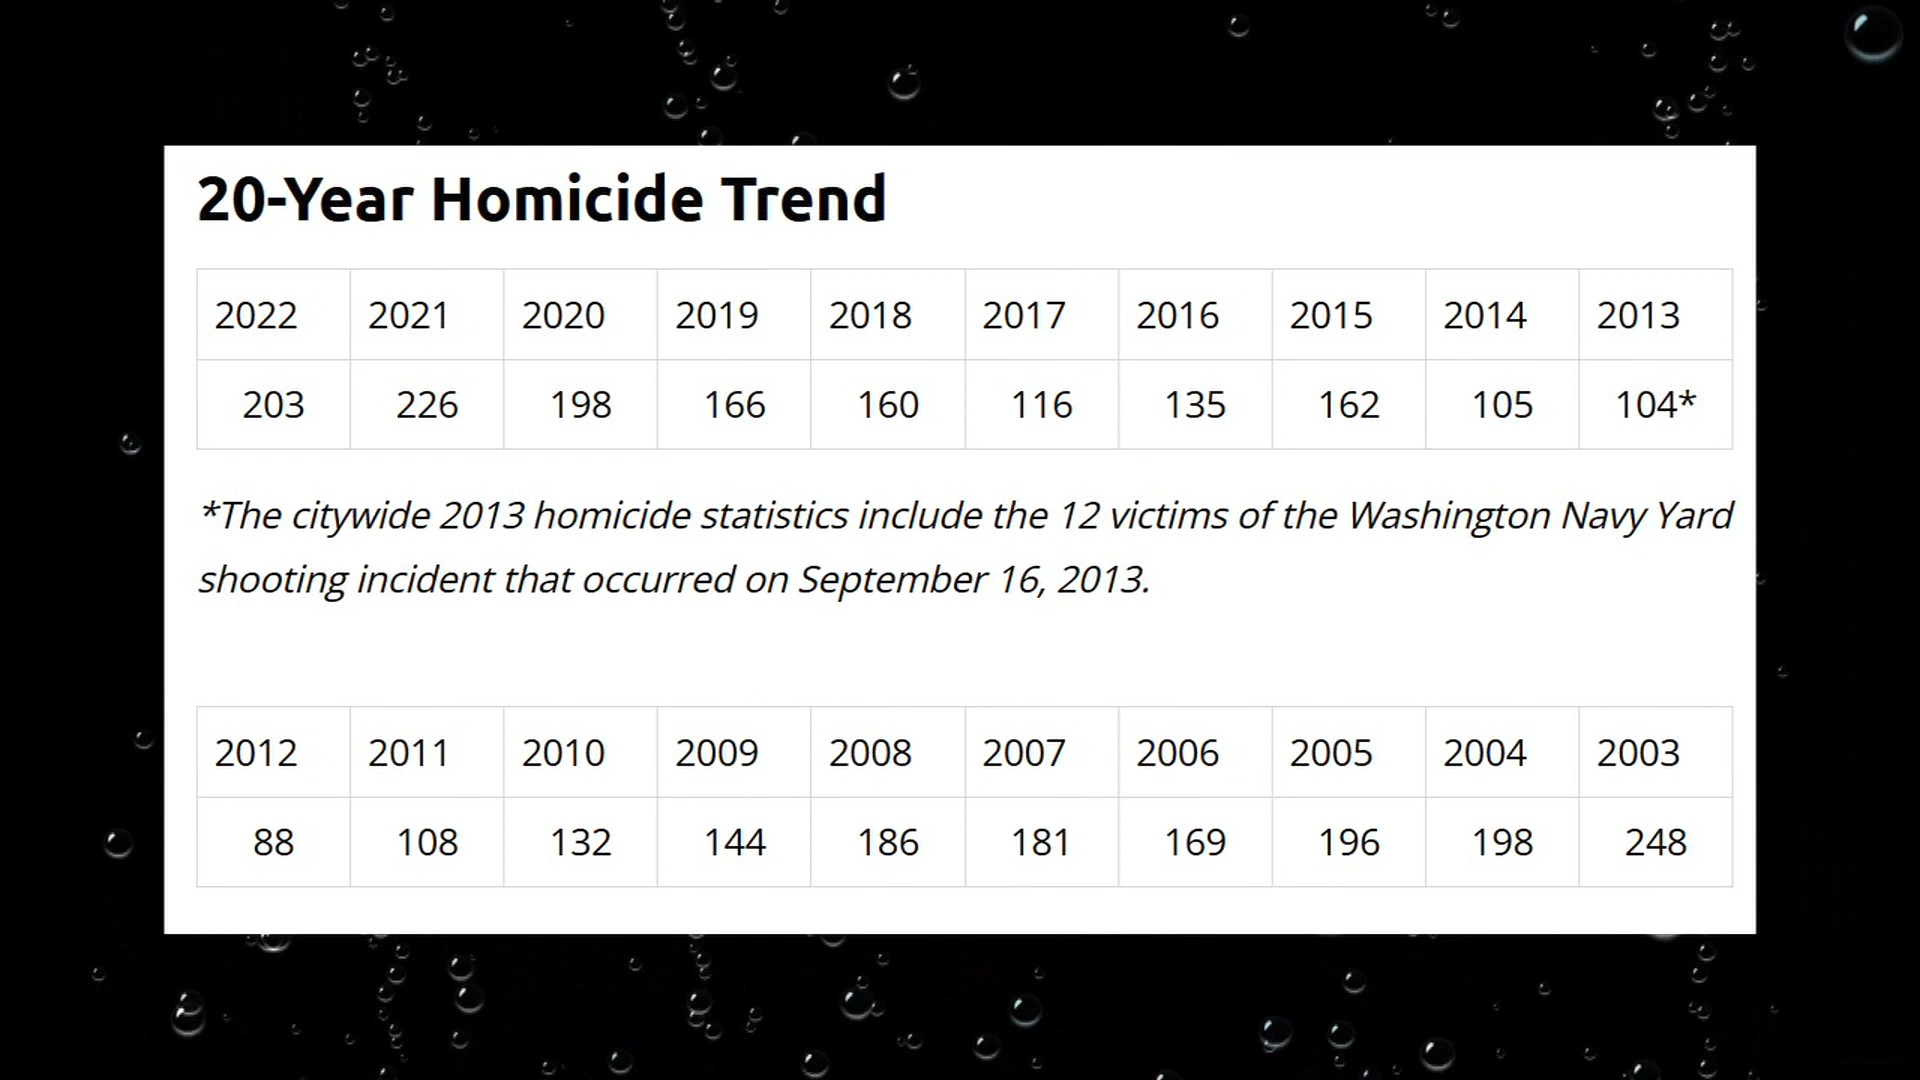 20-Year Homicide Trend
2022 2021 2020 2019 2018 2017 2016 2015 2014 2013
203 226 198 166 160 116 135 162 105 104*
*The citywide 2013 homicide statistics include the 12 victims of the Washington Navy Yard
shooting incident that occurred on September 16, 2013.
2012 2011 2010 2009 2008 2007 2006 2005 2004 2003
88 108 132 144 186 181 169 196 198 248